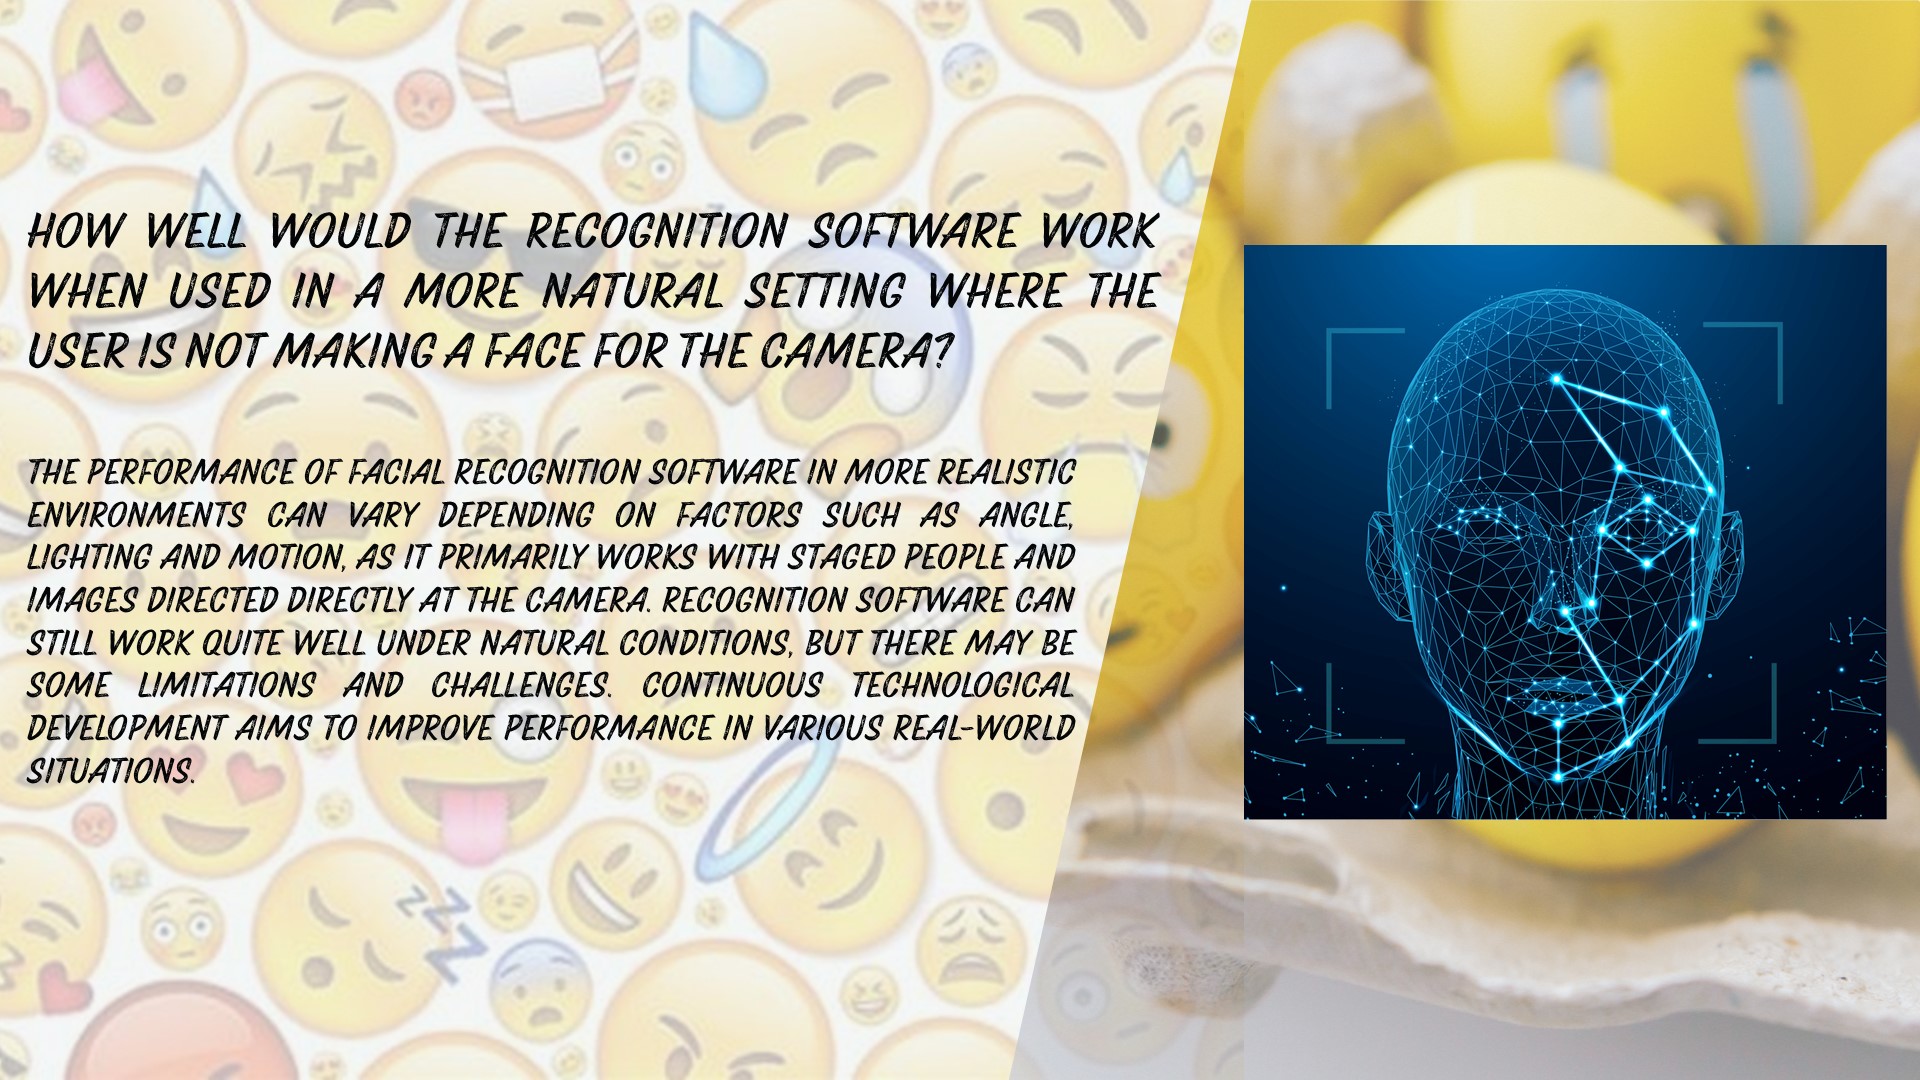 HOW WELL WOULD THE RECOGNITION SOFTWARE WORK
WHEN USED IN A MORE NATURAL SETTING WHERE THE
USER IS NOT MAKING A FACE FOR THE CAMERA?
THE PERFORMANCE OF FACIAL RECOGNITION SOFTWARE IN MORE REALISTIC
ENVIRONMENTS CAN VARY DEPENDING ON FACTORS SUCH AS ANGLE,
LIGHTING AND MOTION, AS IT PRIMARILY WORKS WITH STAGED PEOPLE AND
IMAGES DIRECTED DIRECTLY AT THE CAMERA. RECOGNITION SOFTWARE CAN
STILL WORK QUITE WELL UNDER NATURAL CONDITIONS, BUT THERE MAY BE
SOME LIMITATIONS AND CHALLENGES. CONTINUOUS TECHNOLOGICAL
DEVELOPMENT AIMS TO IMPROVE PERFORMANCE IN VARIOUS REAL-WORLD
SITUATIONS.